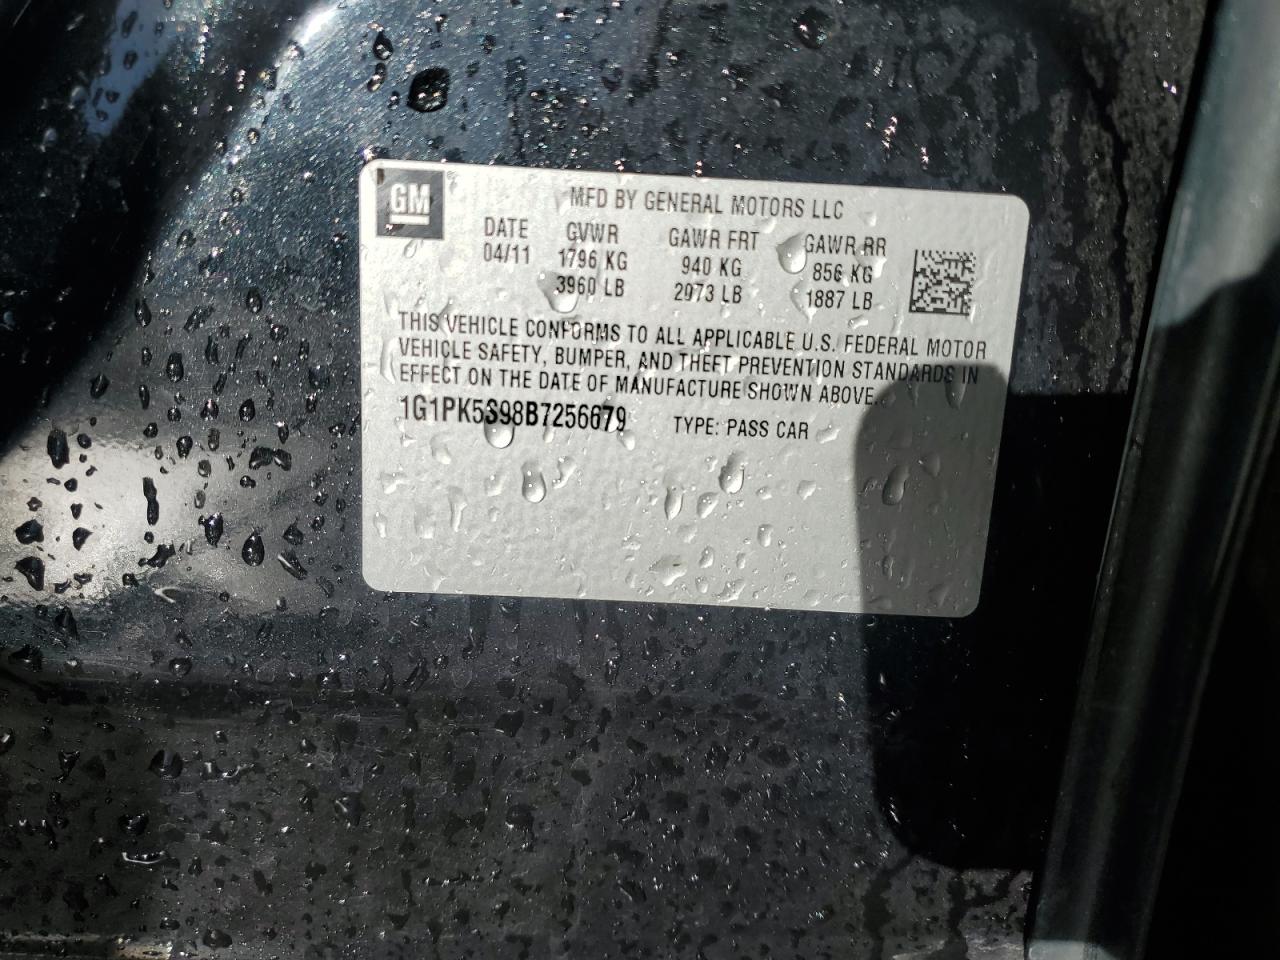 GM
MFD BY GENERAL MOTORS LLC
DATE GVWR GAWR FRT GAWR RR
04/11 1796 KG 940 KG 856 KG
3960 LB 2073 LB 1887 LB
THIS VEHICLE CONFORMS TO ALL APPLICABLE U.S. FEDERAL MOTOR
VEHICLE SAFETY, BUMPER, AND THEFT PREVENTION STANDARDS IN
EFFECT ON THE DATE OF MANUFACTURE SHOWN ABOVE.
1G1PK5S98B7256679 TYPE: PASS CAR